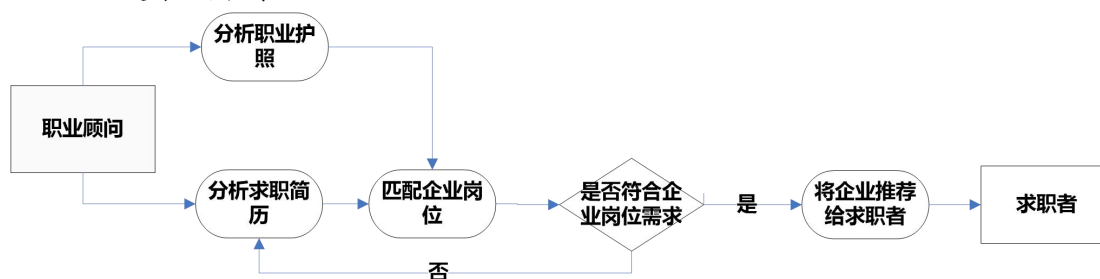 分析职业护
照
职业顾问
分析求职简
历
匹配企业岗
位
是否符合企
业岗位需求
是
将企业推荐
给求职者
求职者
否